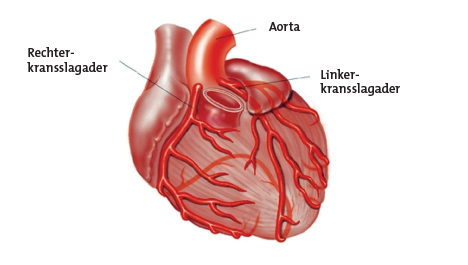 Aorta
Rechter-
kransslagader
Linker-
kransslagader